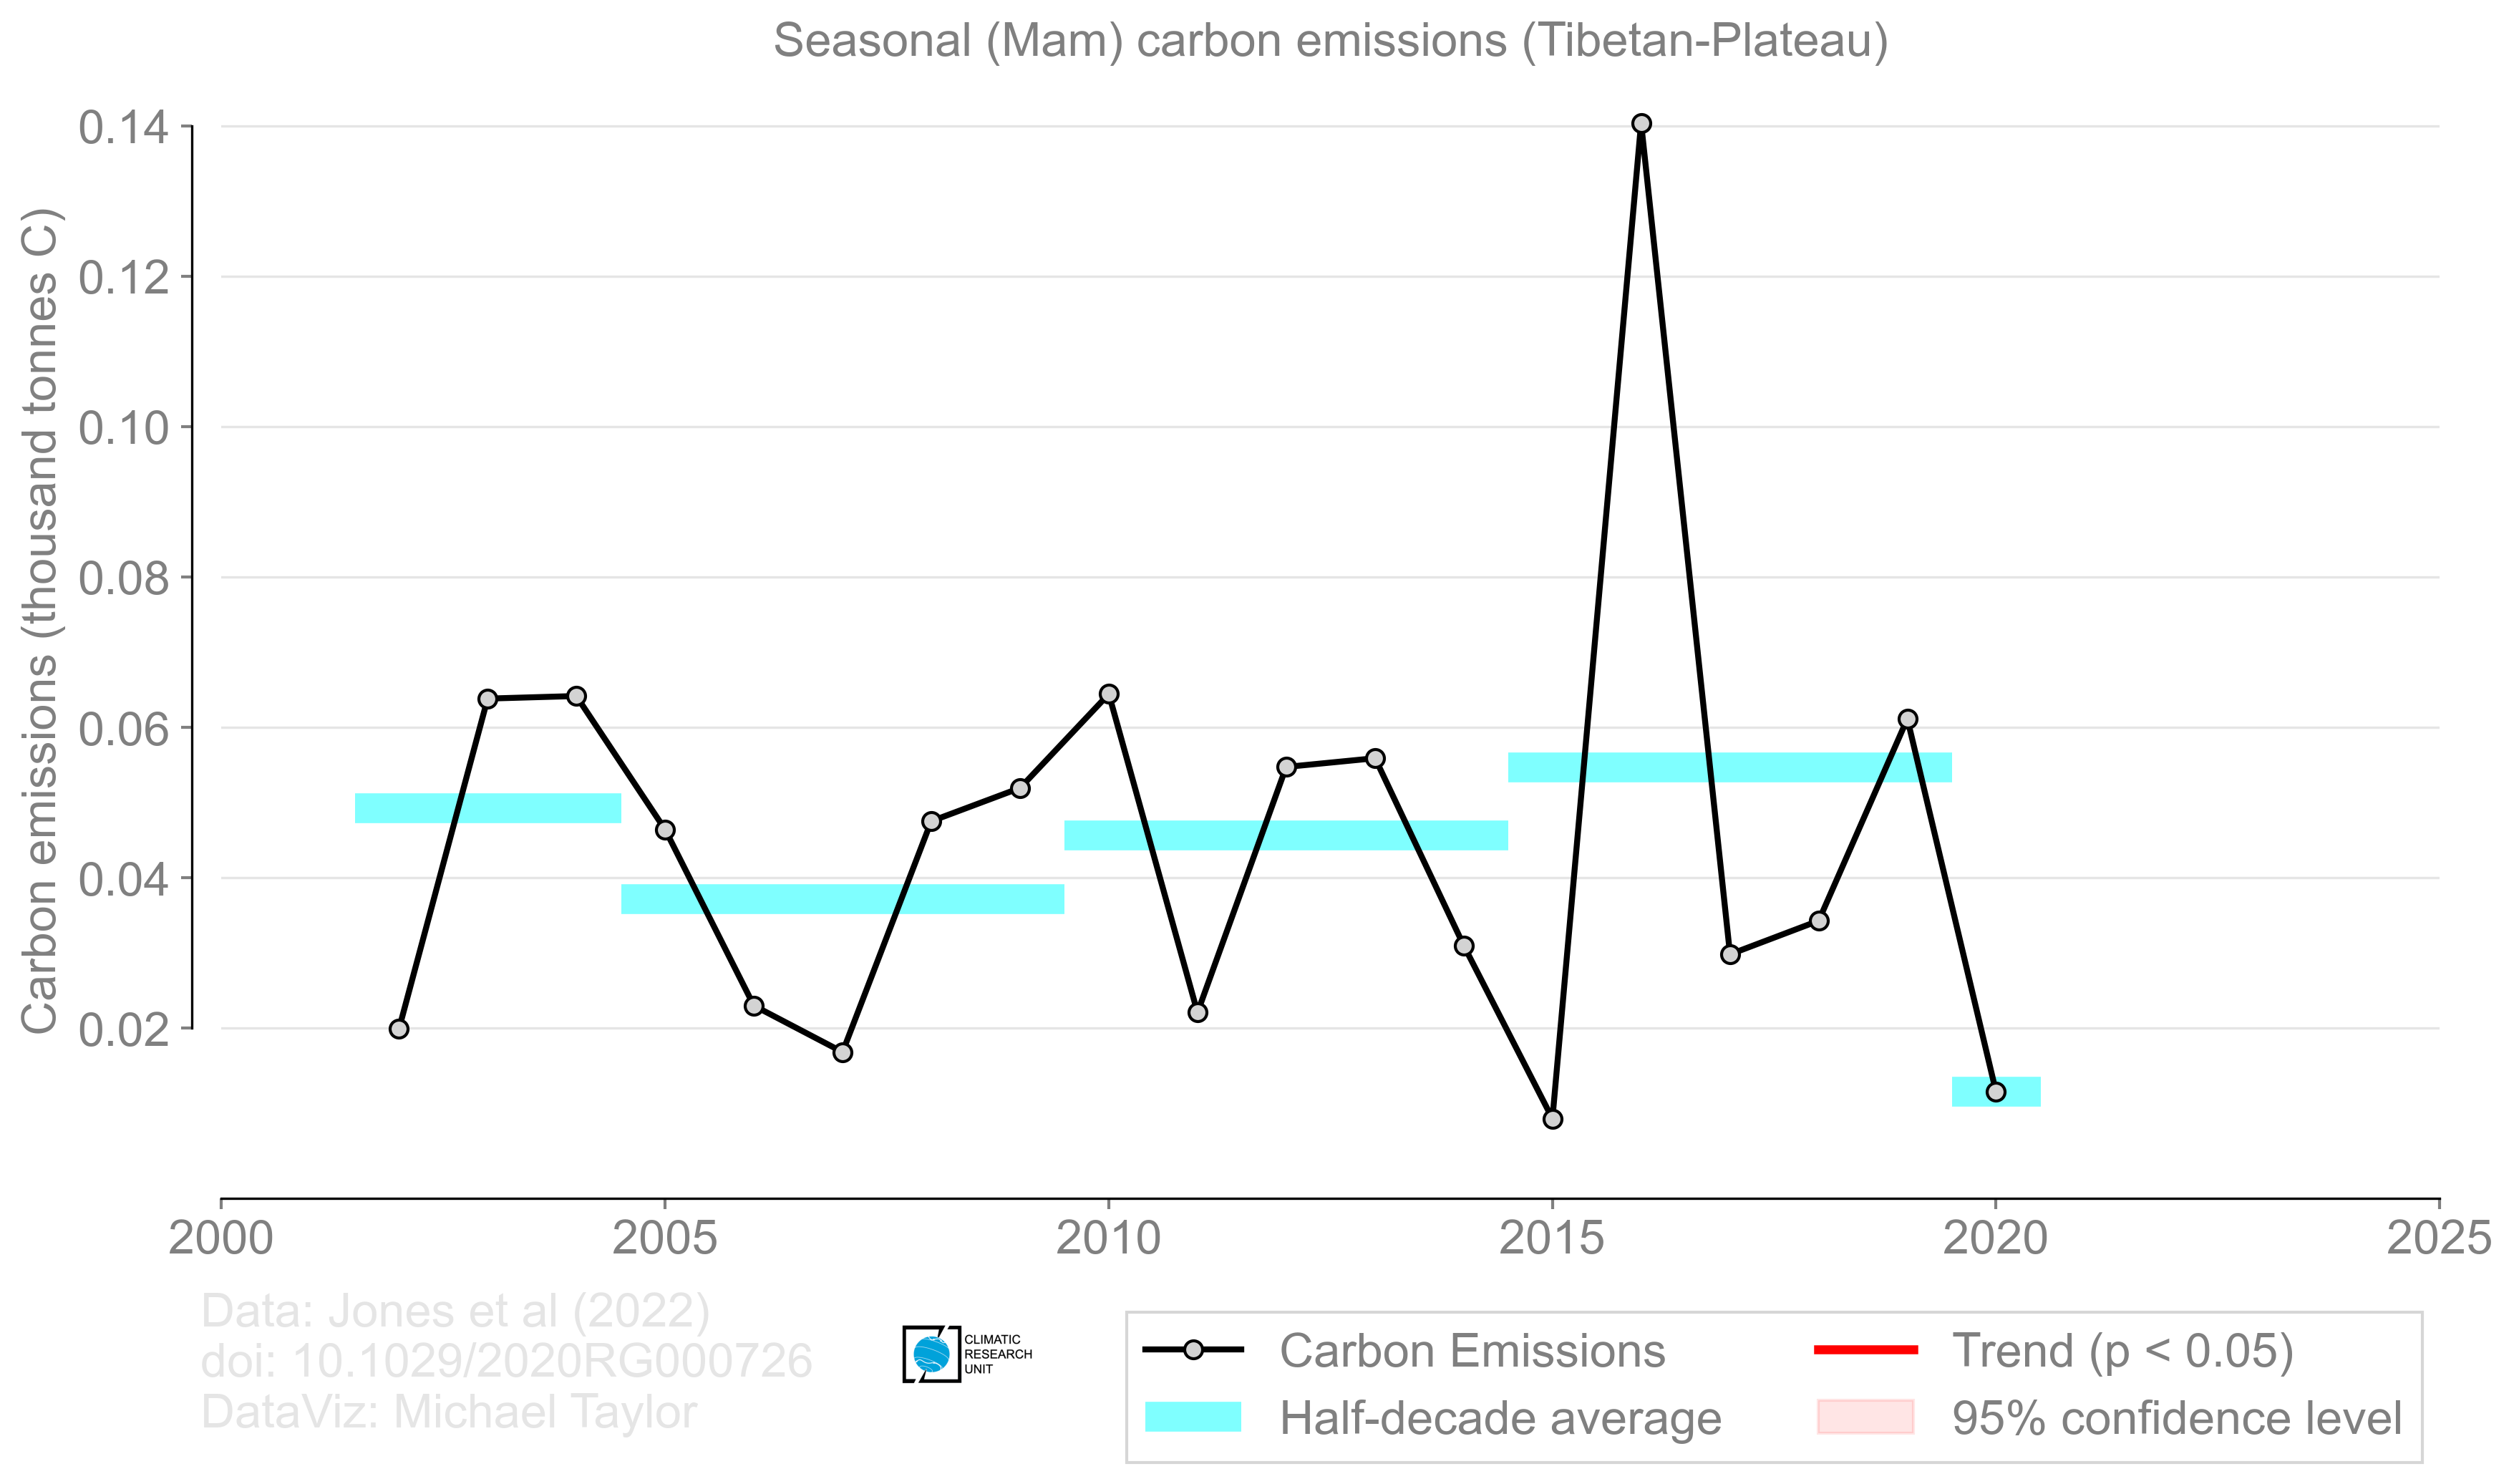 Seasonal (Mam) carbon emissions (Tibetan-Plateau)
Carbon emissions (thousand tonnes C)
0.14
0.12
0.10
0.08
0.06
0.04
0.02
2000 2005 2010 2015 2020 2025
Data: Jones et al (2022)
doi: 10.1029/2020RG000726
DataViz: Michael Taylor
CLIMATIC
RESEARCH
UNIT
Carbon Emissions
Half-decade average
Trend (p < 0.05)
95% confidence level